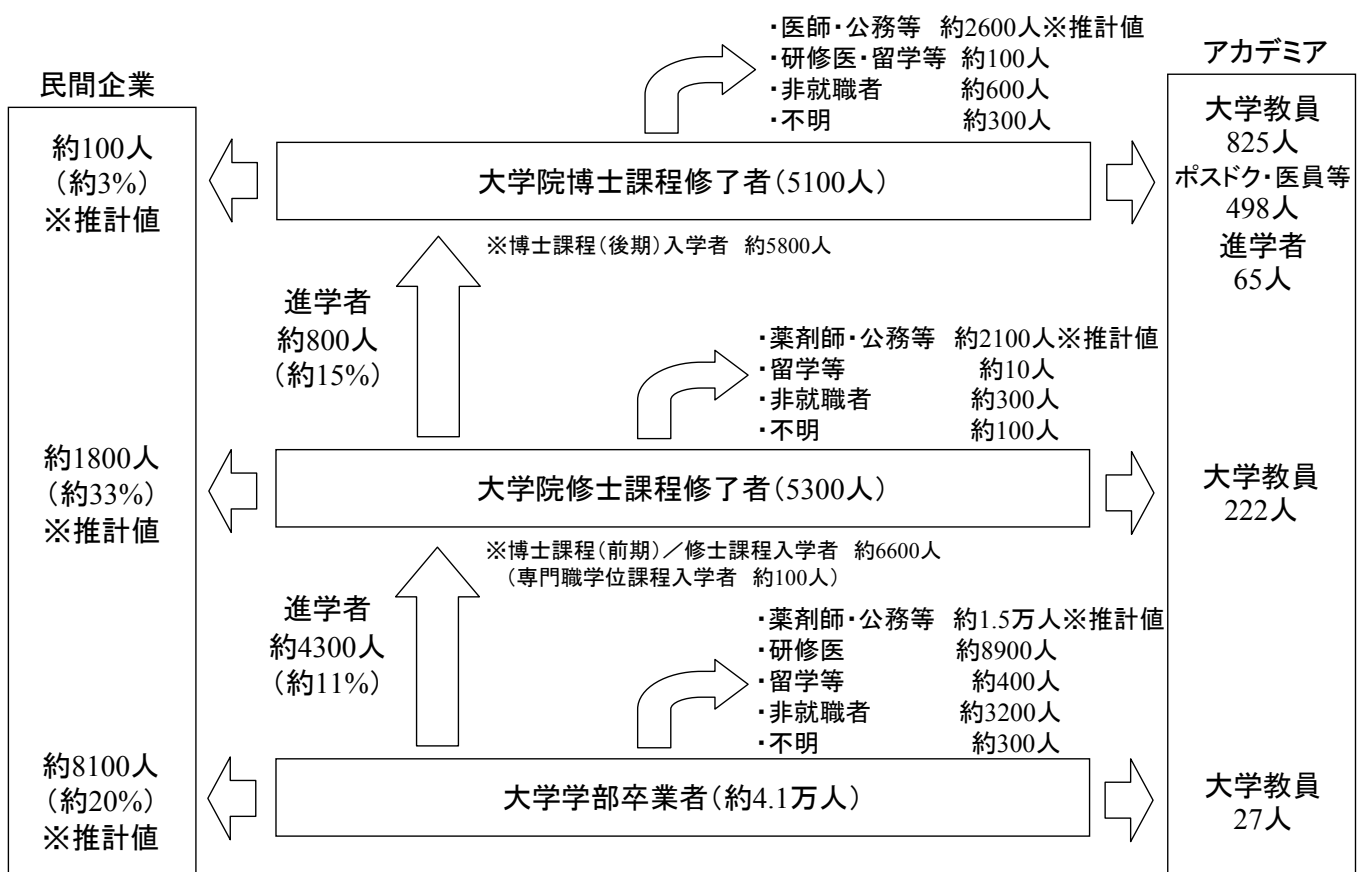 ・医師・公務等 約2600人※推計値
・研修医・留学等 約100人
・非就職者 約600人
・不明 約300人
民間企業
アカデミア
約100人
（約3%）
※推計値
大学院博士課程修了者（5100人）
大学教員
825人
ポスドク・医員等
498人
進学者
65人
※博士課程（後期）入学者 約5800人
進学者
約800人
（約15%）
・薬剤師・公務等 約2100人※推計値
・留学等 約10人
・非就職者 約300人
・不明 約100人
約1800人
（約33%）
※推計値
大学院修士課程修了者（5300人）
大学教員
222人
※博士課程（前期）／修士課程入学者 約6600人
（専門職学位課程入学者 約100人）
進学者
約4300人
（約11%）
・薬剤師・公務等 約1.5万人※推計値
・研修医 約8900人
・留学等 約400人
・非就職者 約3200人
・不明 約300人
約8100人
（約20%）
※推計値
大学学部卒業者（約4.1万人）
大学教員
27人